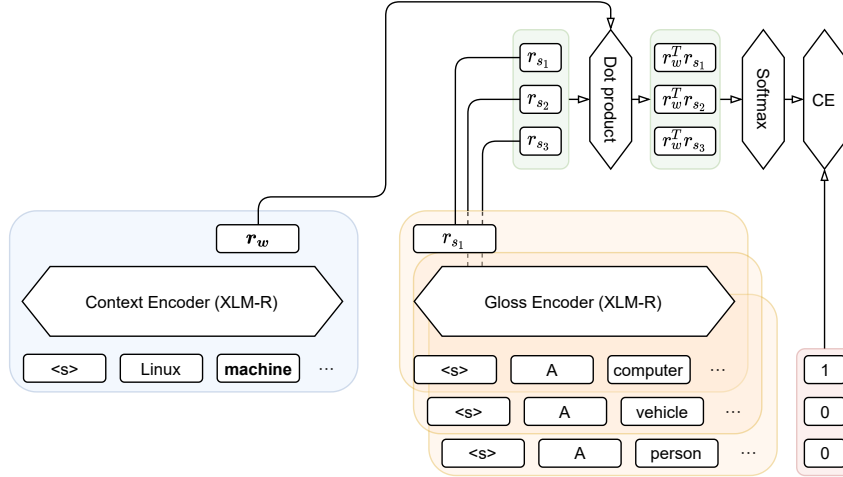 r_{s_1}
r_{s_2}
r_{s_3}
Dot product
r_w^T r_{s_1}
r_w^T r_{s_2}
r_w^T r_{s_3}
Softmax
CE
r_w
Context Encoder (XLM-R)
<s> Linux machine ...
r_{s_1}
Gloss Encoder (XLM-R)
<s> A computer ...
<s> A vehicle ...
<s> A person ...
1
0
0